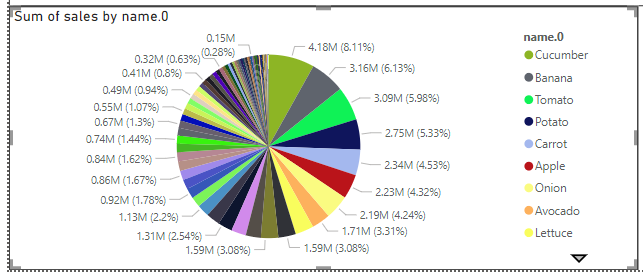 Sum of sales by name.0
0.15M
(0.28%)
0.32M (0.63%)
0.41M (0.8%)
0.49M (0.94%)
0.55M (1.07%)
0.67M (1.3%)
0.74M (1.44%)
0.84M (1.62%)
0.86M (1.67%)
0.92M (1.78%)
1.13M (2.2%)
1.31M (2.54%)
1.59M (3.08%)
4.18M (8.11%)
3.16M (6.13%)
3.09M (5.98%)
2.75M (5.33%)
2.34M (4.53%)
2.23M (4.32%)
2.19M (4.24%)
1.71M (3.31%)
1.59M (3.08%)
name.0
Cucumber
Banana
Tomato
Potato
Carrot
Apple
Onion
Avocado
Lettuce